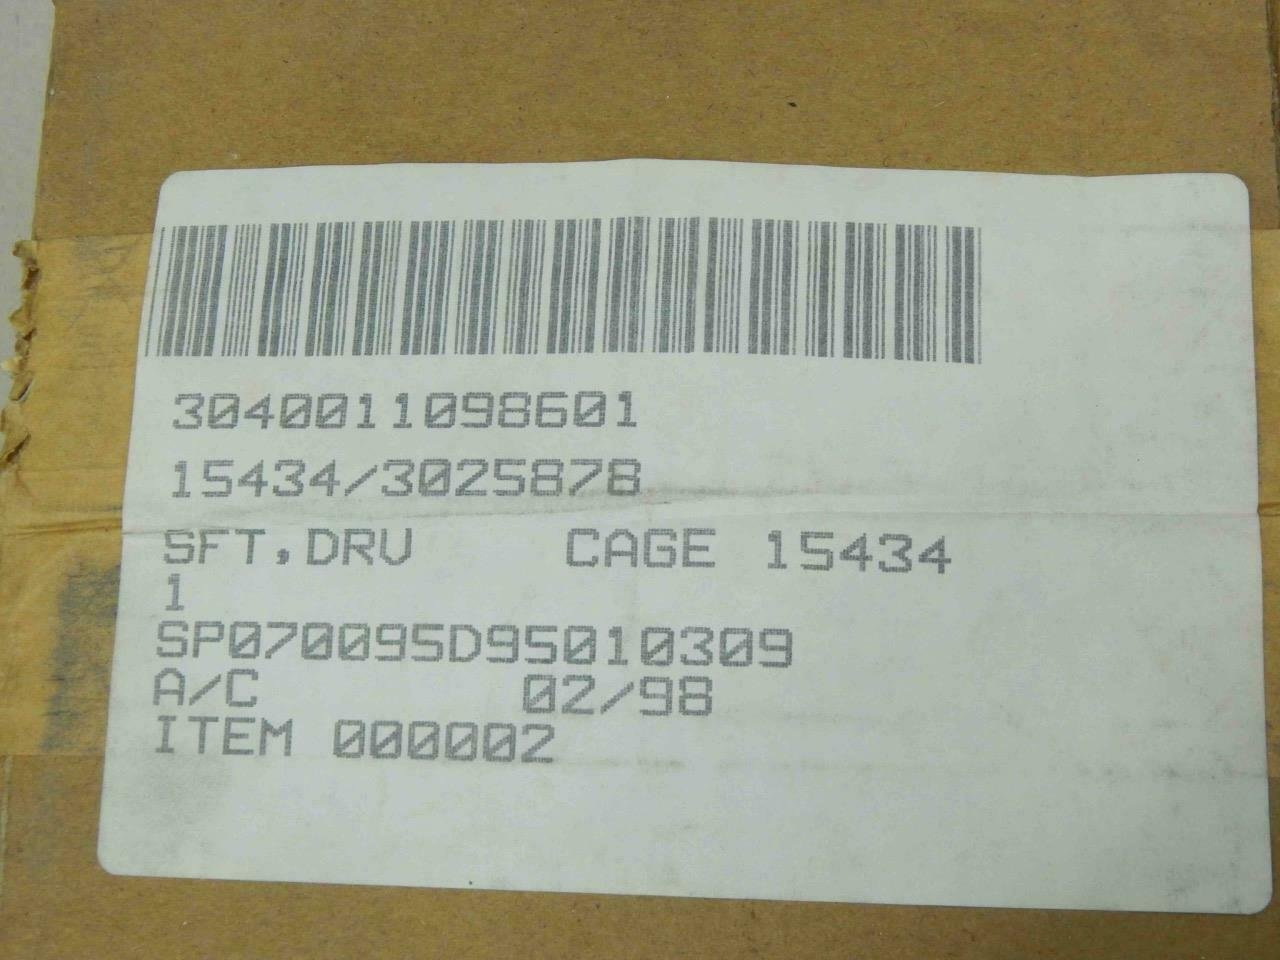 3040011098601
15434/3025878
SFT,DRV CAGE 15434
1
SP070095D95010309
A/C 02/98
ITEM 000002